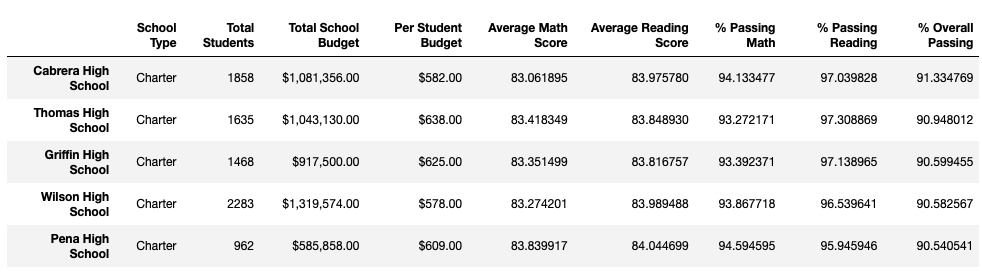 School Type Total Students Total School Budget Per Student Budget Average Math Score Average Reading Score % Passing Math % Passing Reading % Overall Passing
Cabrera High School Charter 1858 $1,081,356.00 $582.00 83.061895 83.975780 94.133477 97.039828 91.334769
Thomas High School Charter 1635 $1,043,130.00 $638.00 83.418349 83.848930 93.272171 97.308869 90.948012
Griffin High School Charter 1468 $917,500.00 $625.00 83.351499 83.816757 93.392371 97.138965 90.599455
Wilson High School Charter 2283 $1,319,574.00 $578.00 83.274201 83.989488 93.867718 96.539641 90.582567
Pena High School Charter 962 $585,858.00 $609.00 83.839917 84.044699 94.594595 95.945946 90.540541